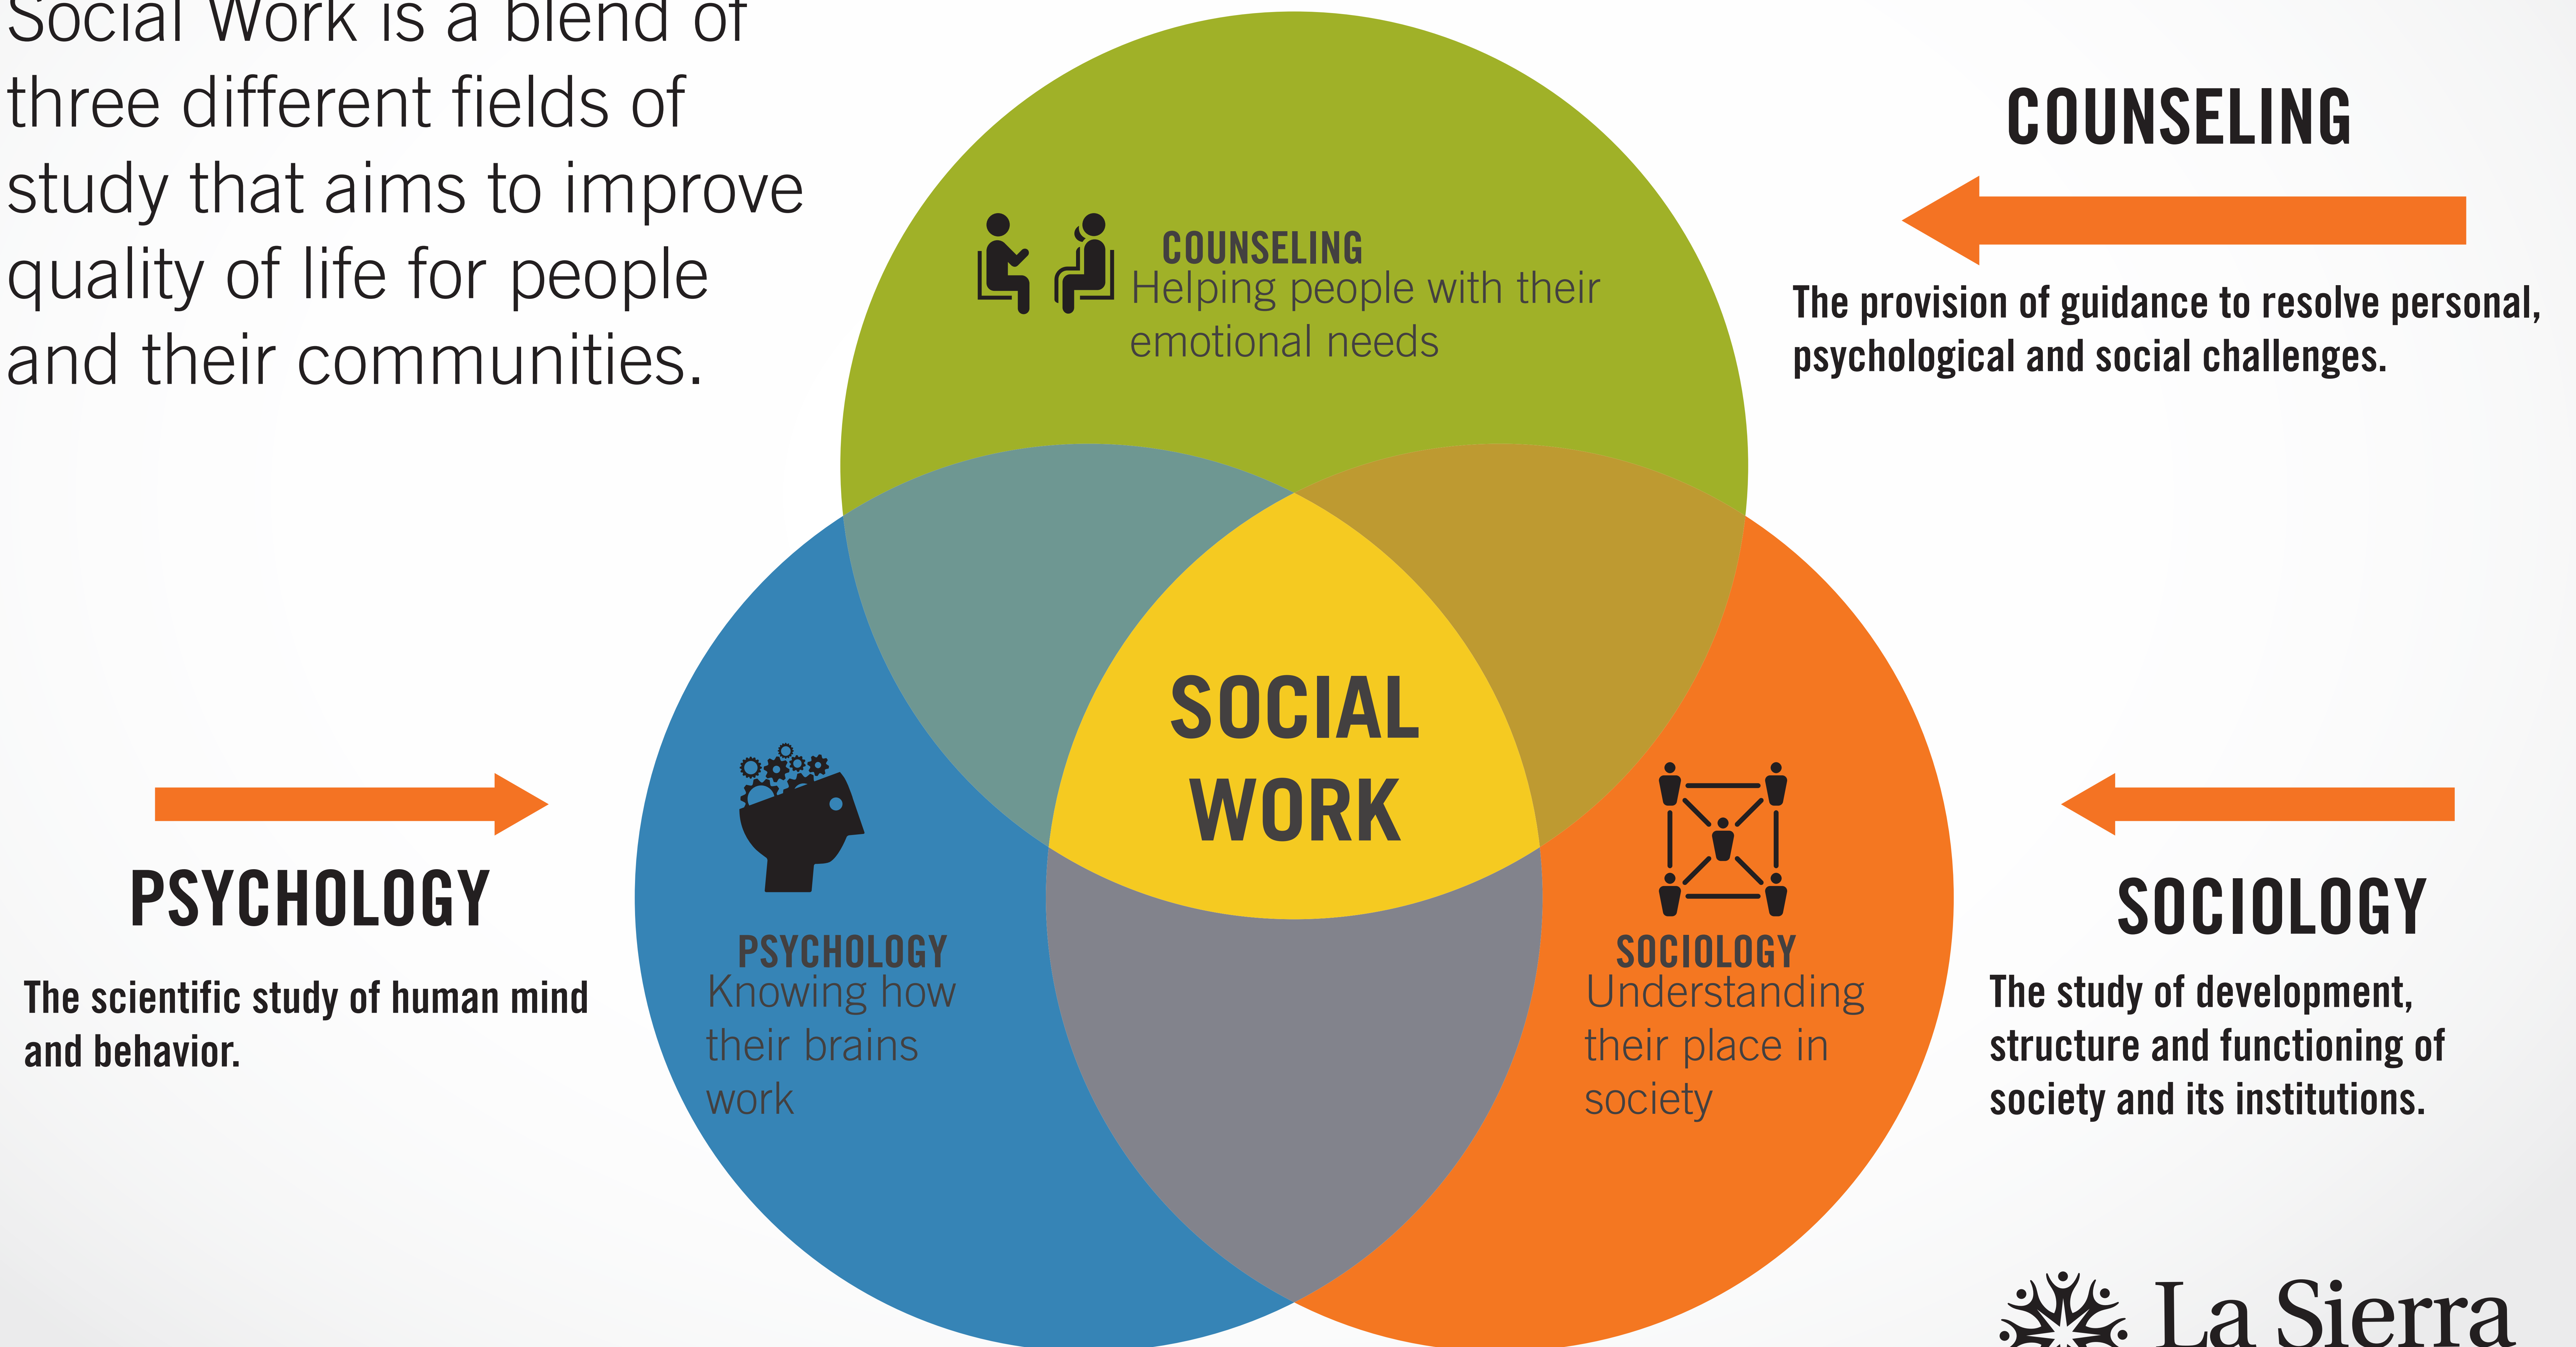 Social Work is a blend of
three different fields of
study that aims to improve
quality of life for people
and their communities.
COUNSELING
The provision of guidance to resolve personal,
psychological and social challenges.
COUNSELING
Helping people with their
emotional needs
SOCIAL
WORK
PSYCHOLOGY
The scientific study of human mind
and behavior.
PSYCHOLOGY
Knowing how
their brains
work
SOCIOLOGY
Understanding
their place in
society
SOCIOLOGY
The study of development,
structure and functioning of
society and its institutions.
La Sierra